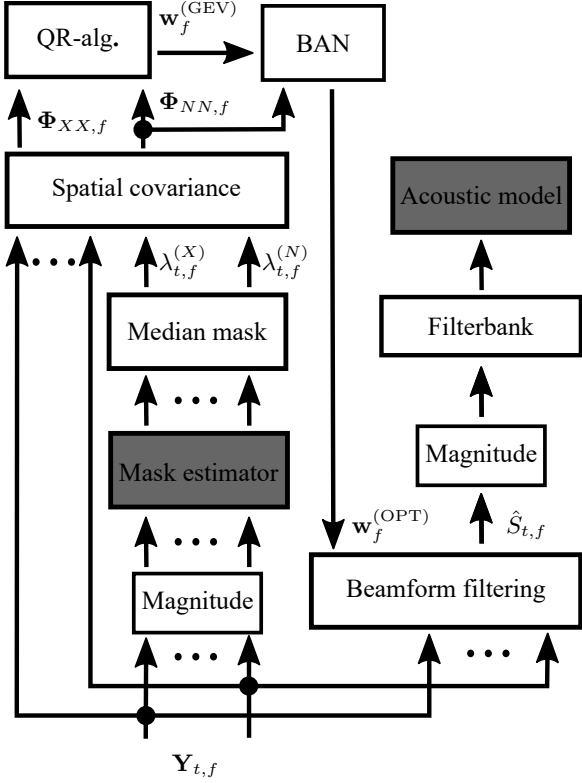 QR-alg.
w_f^(GEV)
BAN
Φ_XX,f
Φ_NN,f
Spatial covariance
Acoustic model
...
λ_t,f^(X)
λ_t,f^(N)
Median mask
Filterbank
...
Mask estimator
Magnitude
...
w_f^(OPT)
Ŝ_t,f
Magnitude
Beamform filtering
...
...
Y_t,f